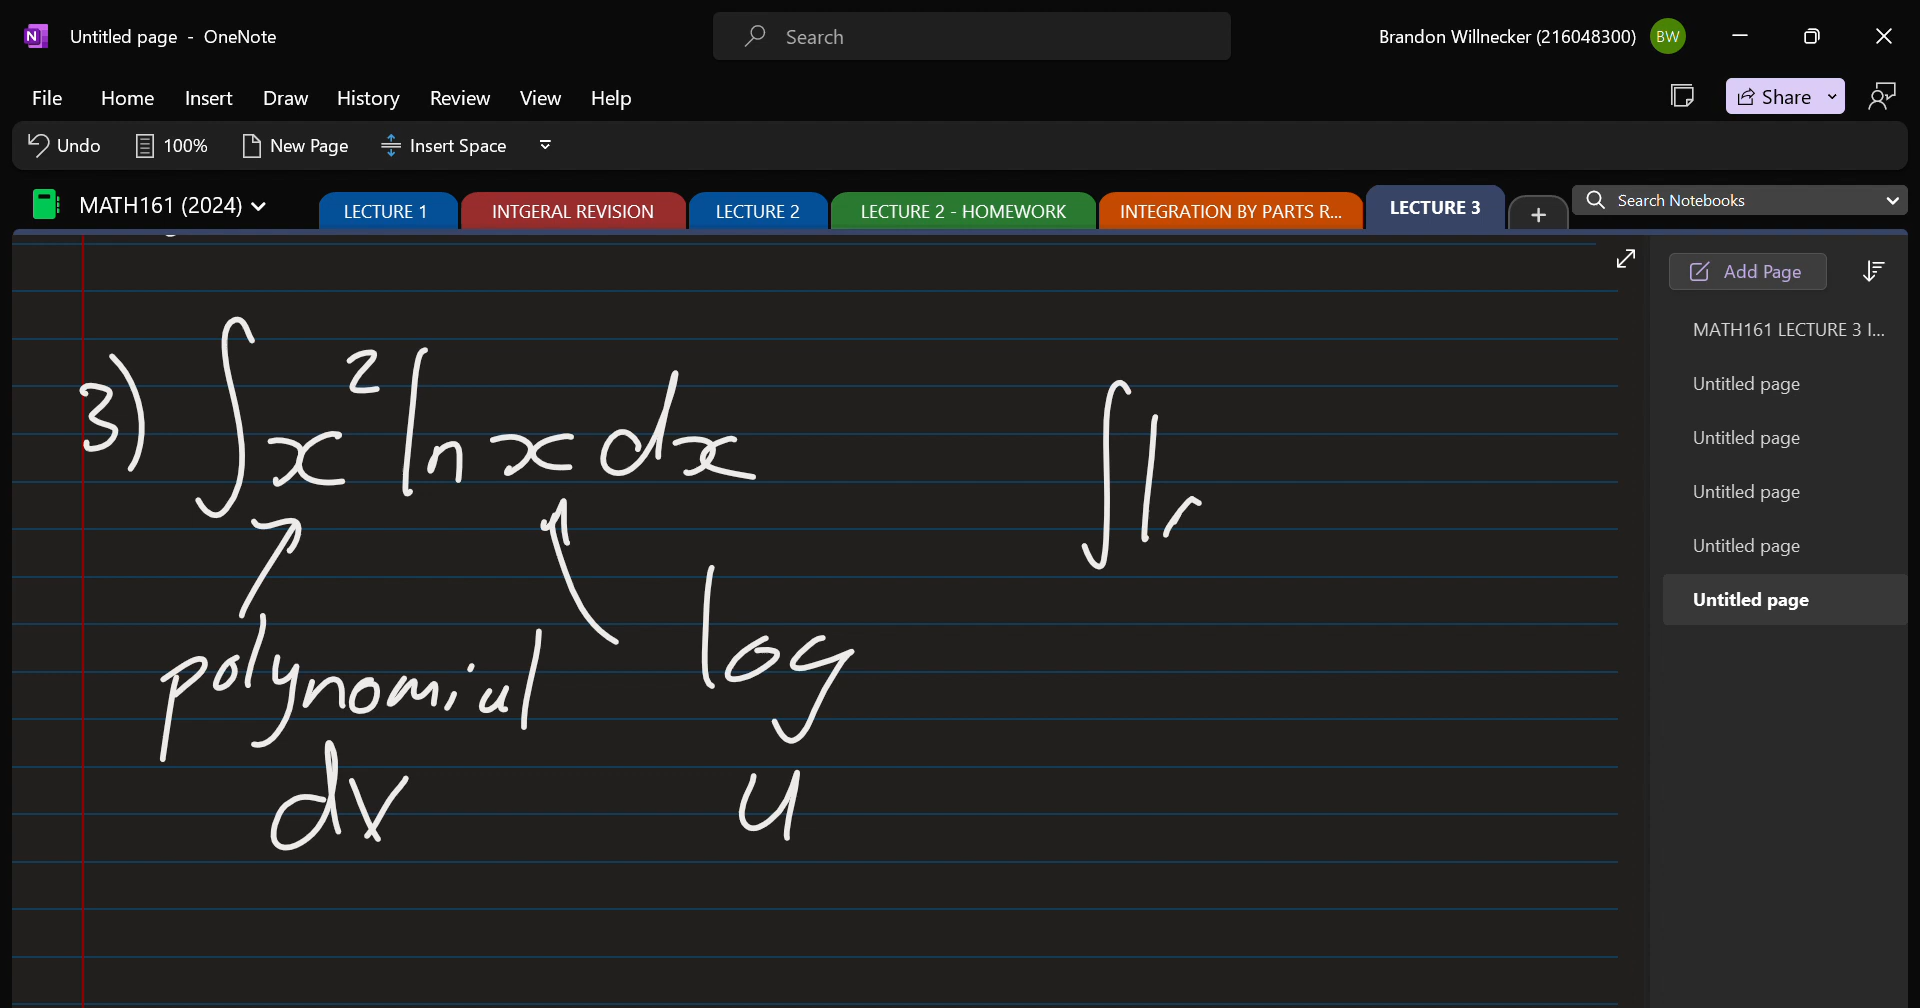 Untitled page - OneNote
Search
Brandon Willnecker (216048300) BW
File Home Insert Draw History Review View Help
Share
Undo 100% New Page Insert Space
MATH161 (2024)
LECTURE 1
INTGERAL REVISION
LECTURE 2
LECTURE 2 - HOMEWORK
INTEGRATION BY PARTS R...
LECTURE 3
+
Search Notebooks
Add Page
MATH161 LECTURE 3 I...
Untitled page
Untitled page
Untitled page
Untitled page
Untitled page
3) ∫x² ln x dx
∫lr
polynomial
log
dv
u